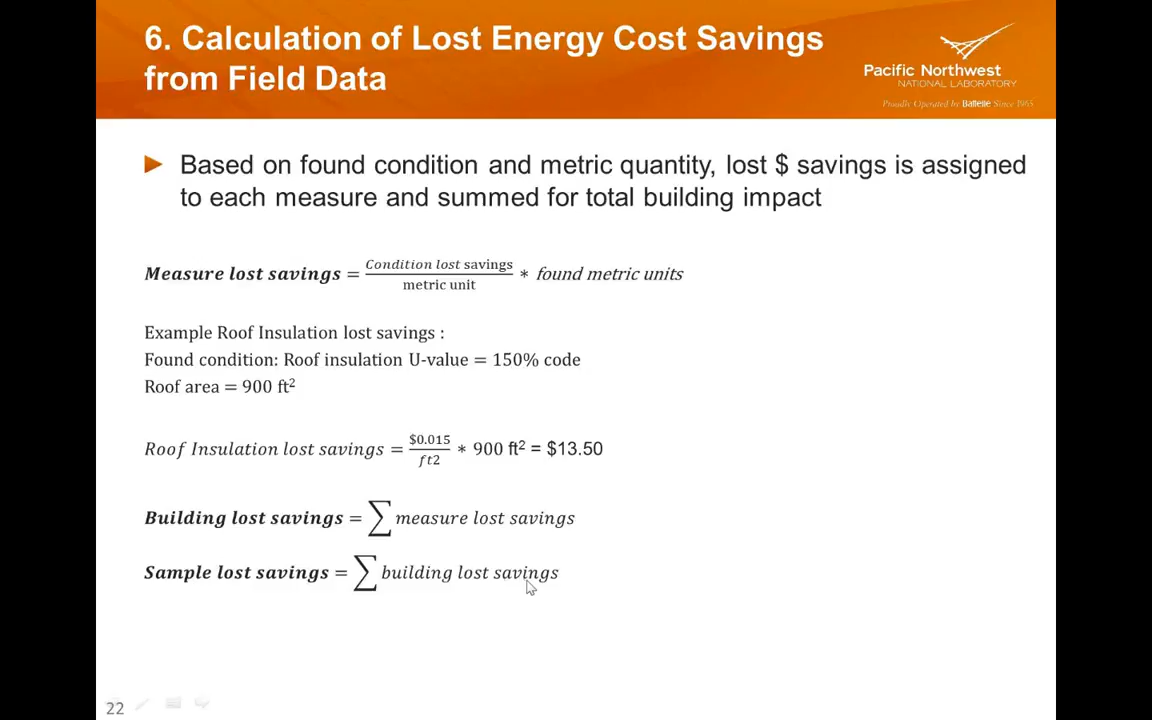 6. Calculation of Lost Energy Cost Savings
from Field Data
Pacific Northwest
NATIONAL LABORATORY
Proudly Operated by Battelle Since 1965
Based on found condition and metric quantity, lost $ savings is assigned
to each measure and summed for total building impact
Measure lost savings = Condition lost savings / metric unit * found metric units
Example Roof Insulation lost savings :
Found condition: Roof insulation U-value = 150% code
Roof area = 900 ft²
Roof Insulation lost savings = $0.015 / ft2 * 900 ft² = $13.50
Building lost savings = ∑ measure lost savings
Sample lost savings = ∑ building lost savings
22